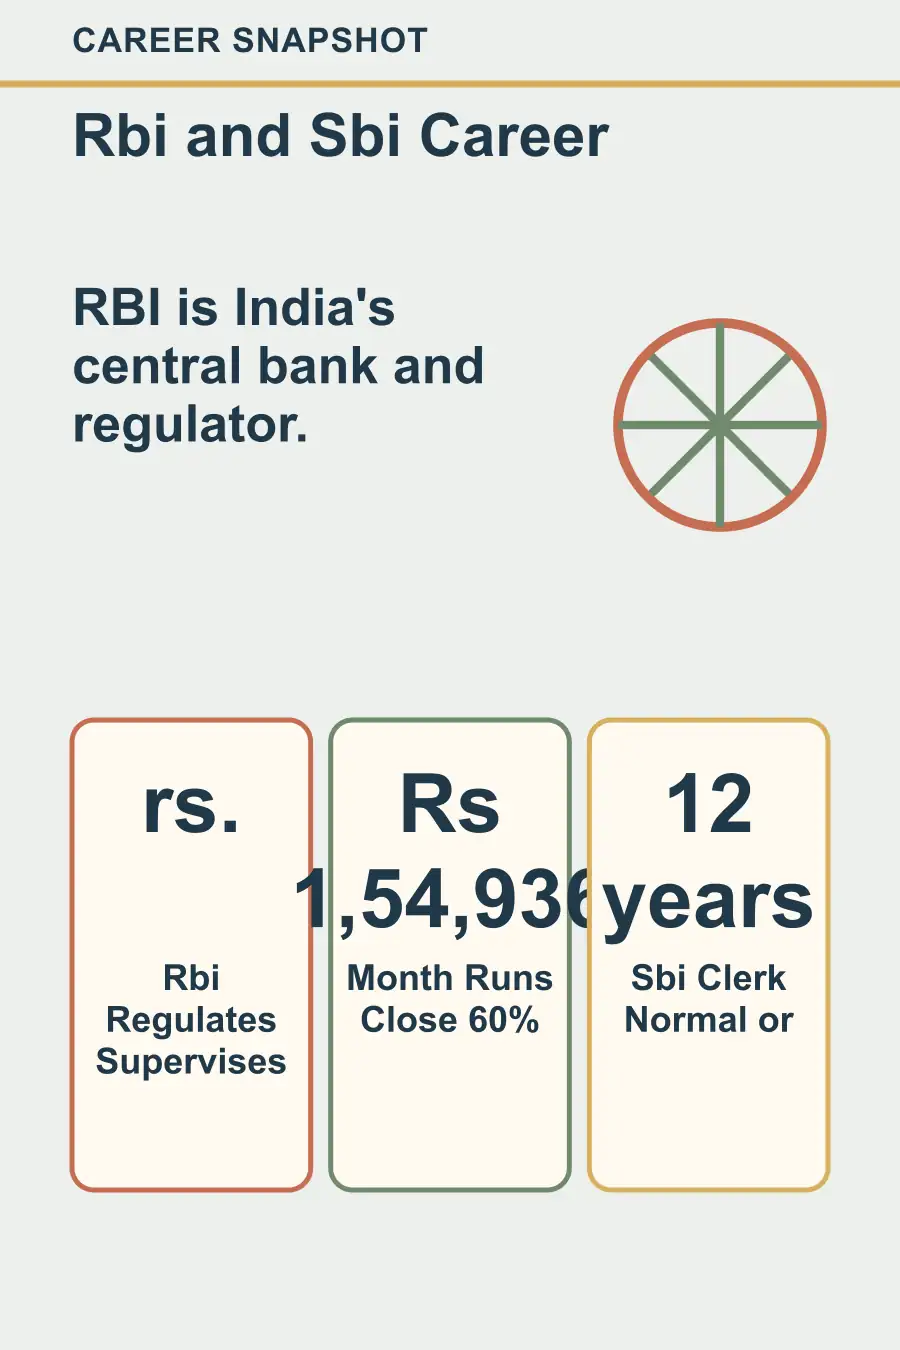 CAREER SNAPSHOT
Rbi and Sbi Career
RBI is India's
central bank and
regulator.
rs.
Rbi
Regulates
Supervises
Rs
1,54,936
Month Runs
Close 60%
12
years
Sbi Clerk
Normal or